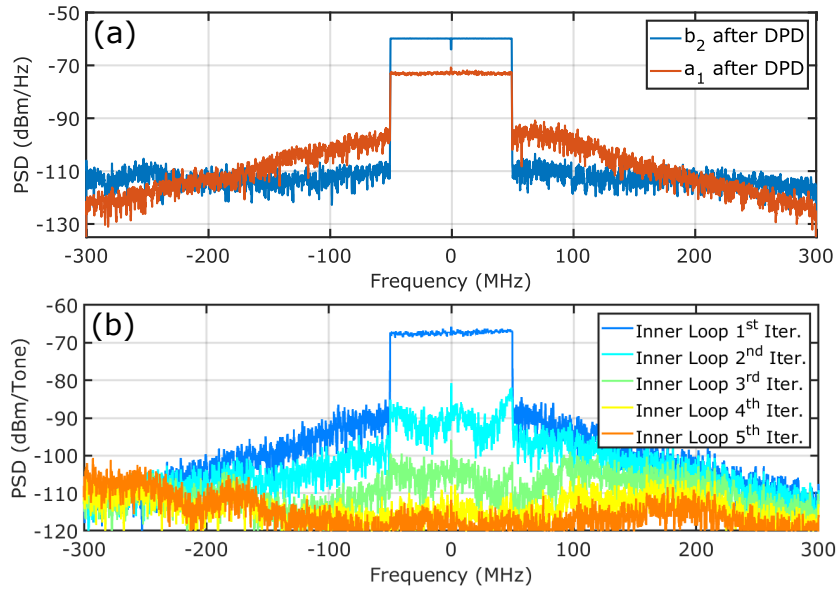 (a)
b2 after DPD
a1 after DPD
PSD (dBm/Hz)
-50
-70
-90
-110
-130
-300
-200
-100
0
100
200
300
Frequency (MHz)
(b)
Inner Loop 1st Iter.
Inner Loop 2nd Iter.
Inner Loop 3rd Iter.
Inner Loop 4th Iter.
Inner Loop 5th Iter.
PSD (dBm/Tone)
-60
-70
-80
-90
-100
-110
-120
-300
-200
-100
0
100
200
300
Frequency (MHz)